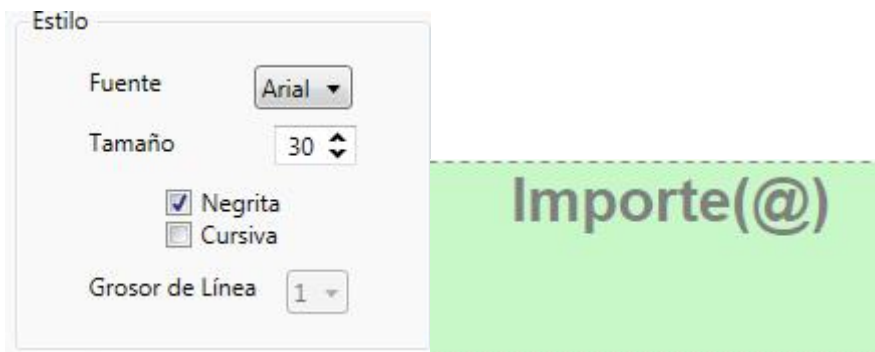 Estilo
Fuente Arial
Tamaño 30
Negrita
Cursiva
Grosor de Línea 1
Importe(@)